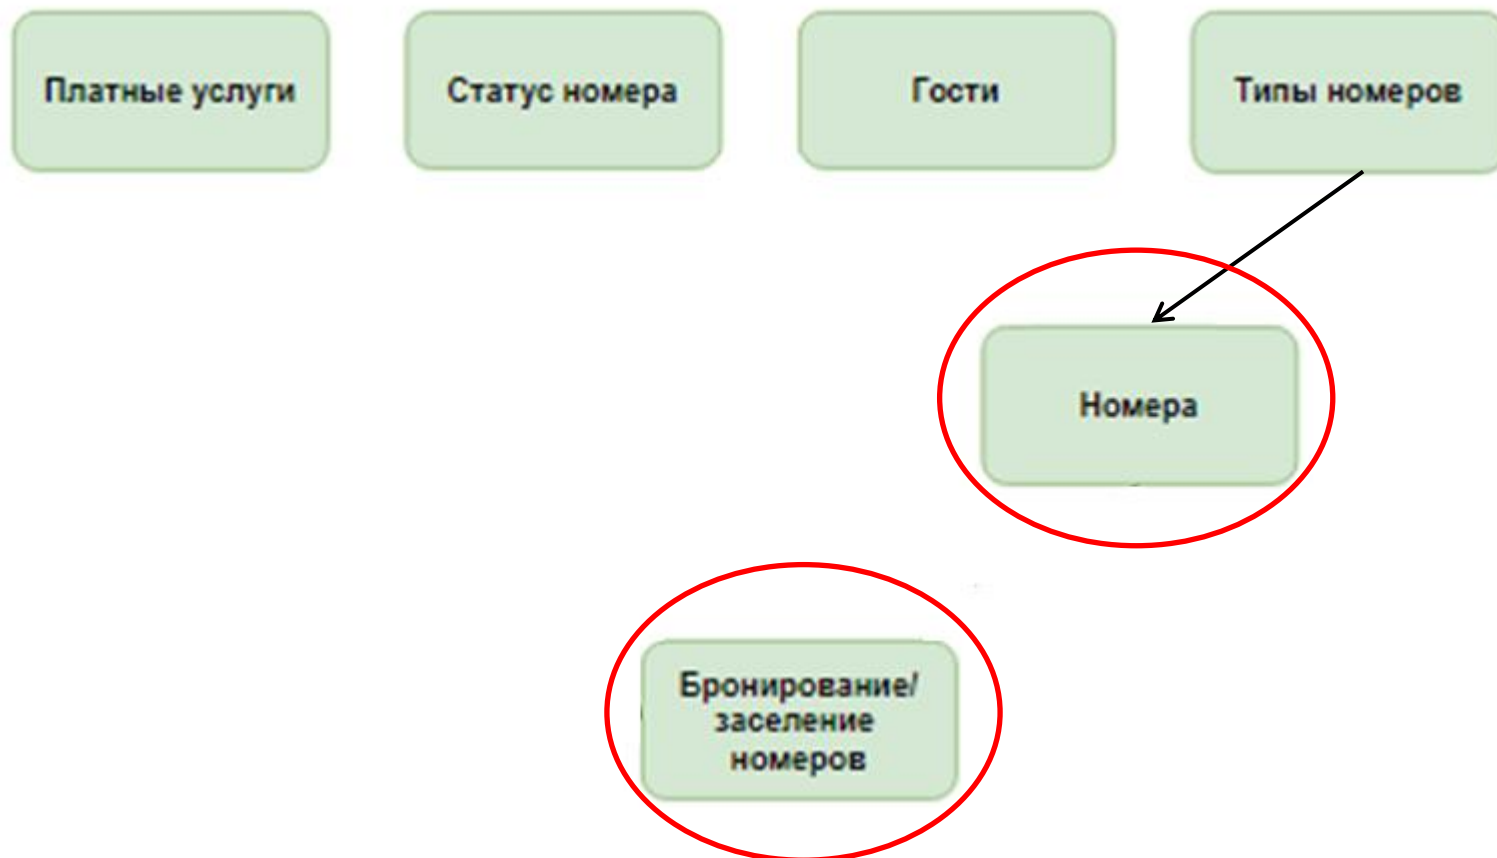 Платные услуги
Статус номера
Гости
Типы номеров
Номера
Бронирование/
заселение
номеров